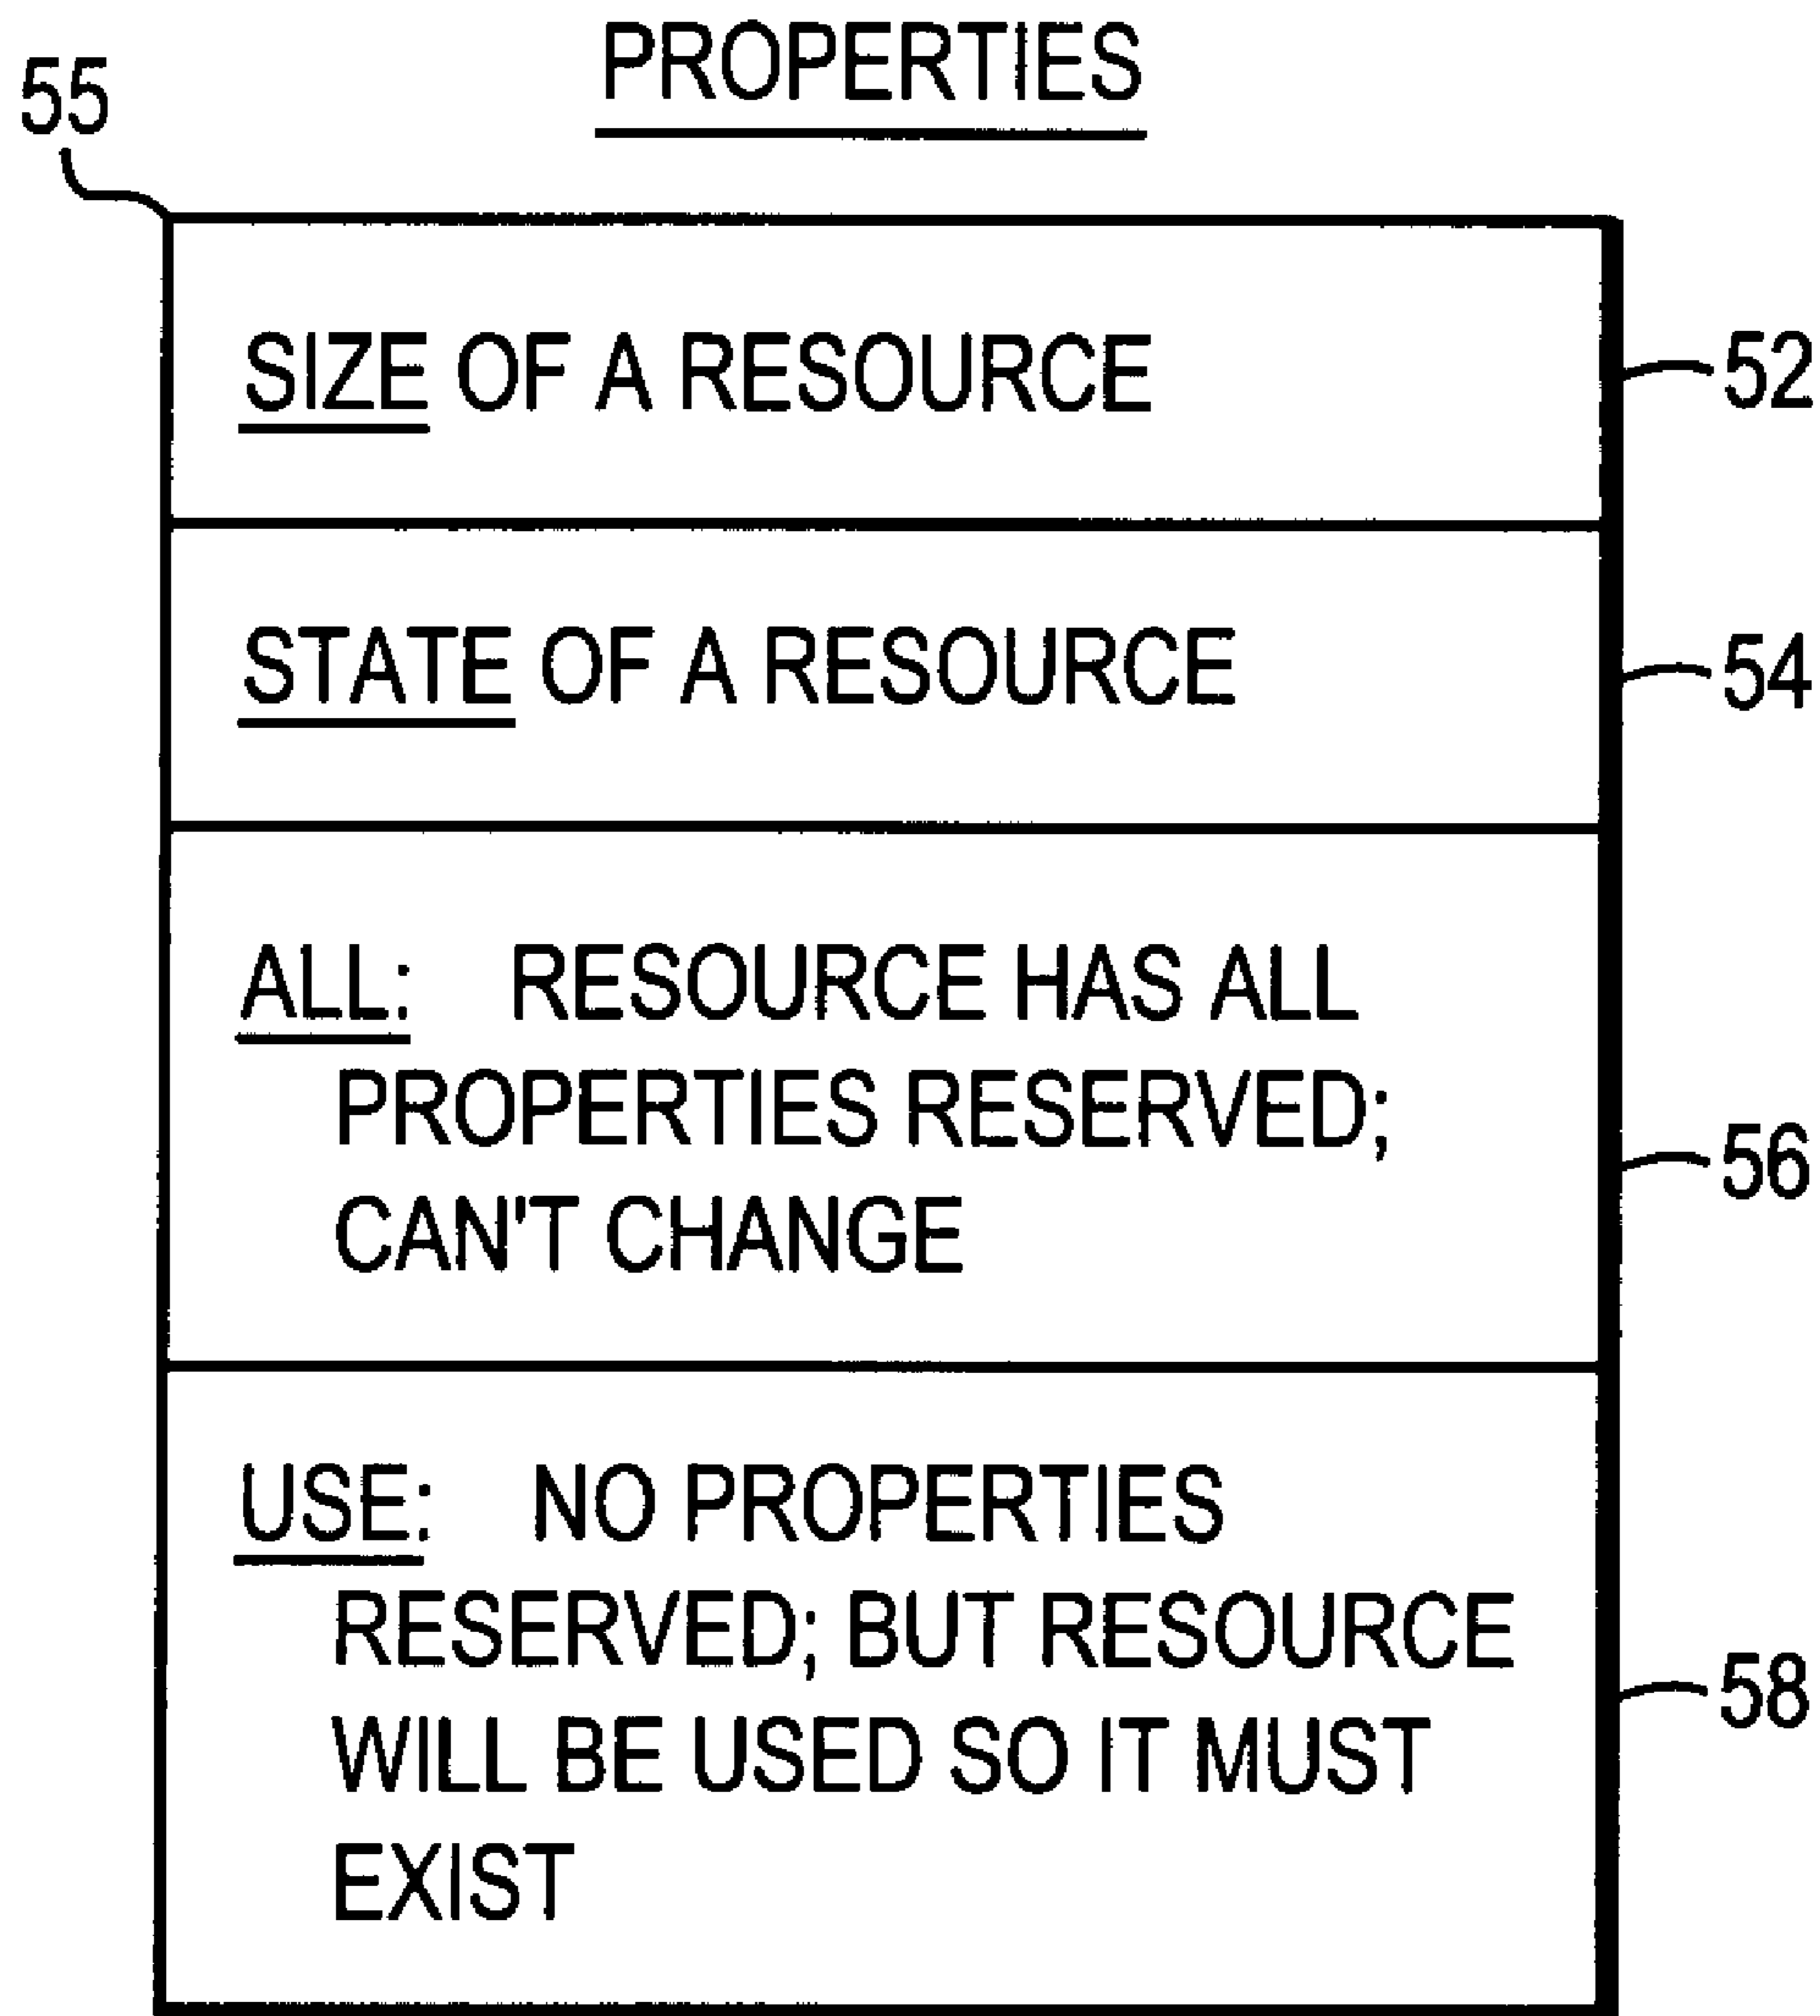 PROPERTIES
55
SIZE OF A RESOURCE
52
STATE OF A RESOURCE
54
ALL: RESOURCE HAS ALL
PROPERTIES RESERVED;
CAN'T CHANGE
56
USE: NO PROPERTIES
RESERVED; BUT RESOURCE
WILL BE USED SO IT MUST
EXIST
58